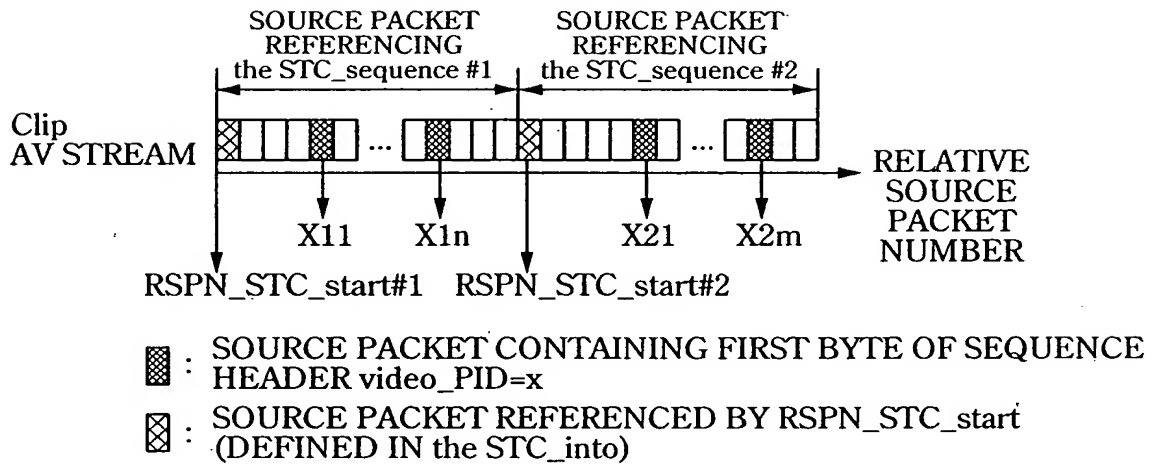 SOURCE PACKET
REFERENCING
the STC_sequence #1
SOURCE PACKET
REFERENCING
the STC_sequence #2
Clip
AV STREAM
...
...
RELATIVE
SOURCE
PACKET
NUMBER
X11
X1n
X21
X2m
RSPN_STC_start#1
RSPN_STC_start#2
: SOURCE PACKET CONTAINING FIRST BYTE OF SEQUENCE
HEADER video_PID=x
: SOURCE PACKET REFERENCED BY RSPN_STC_start
(DEFINED IN the STC_into)